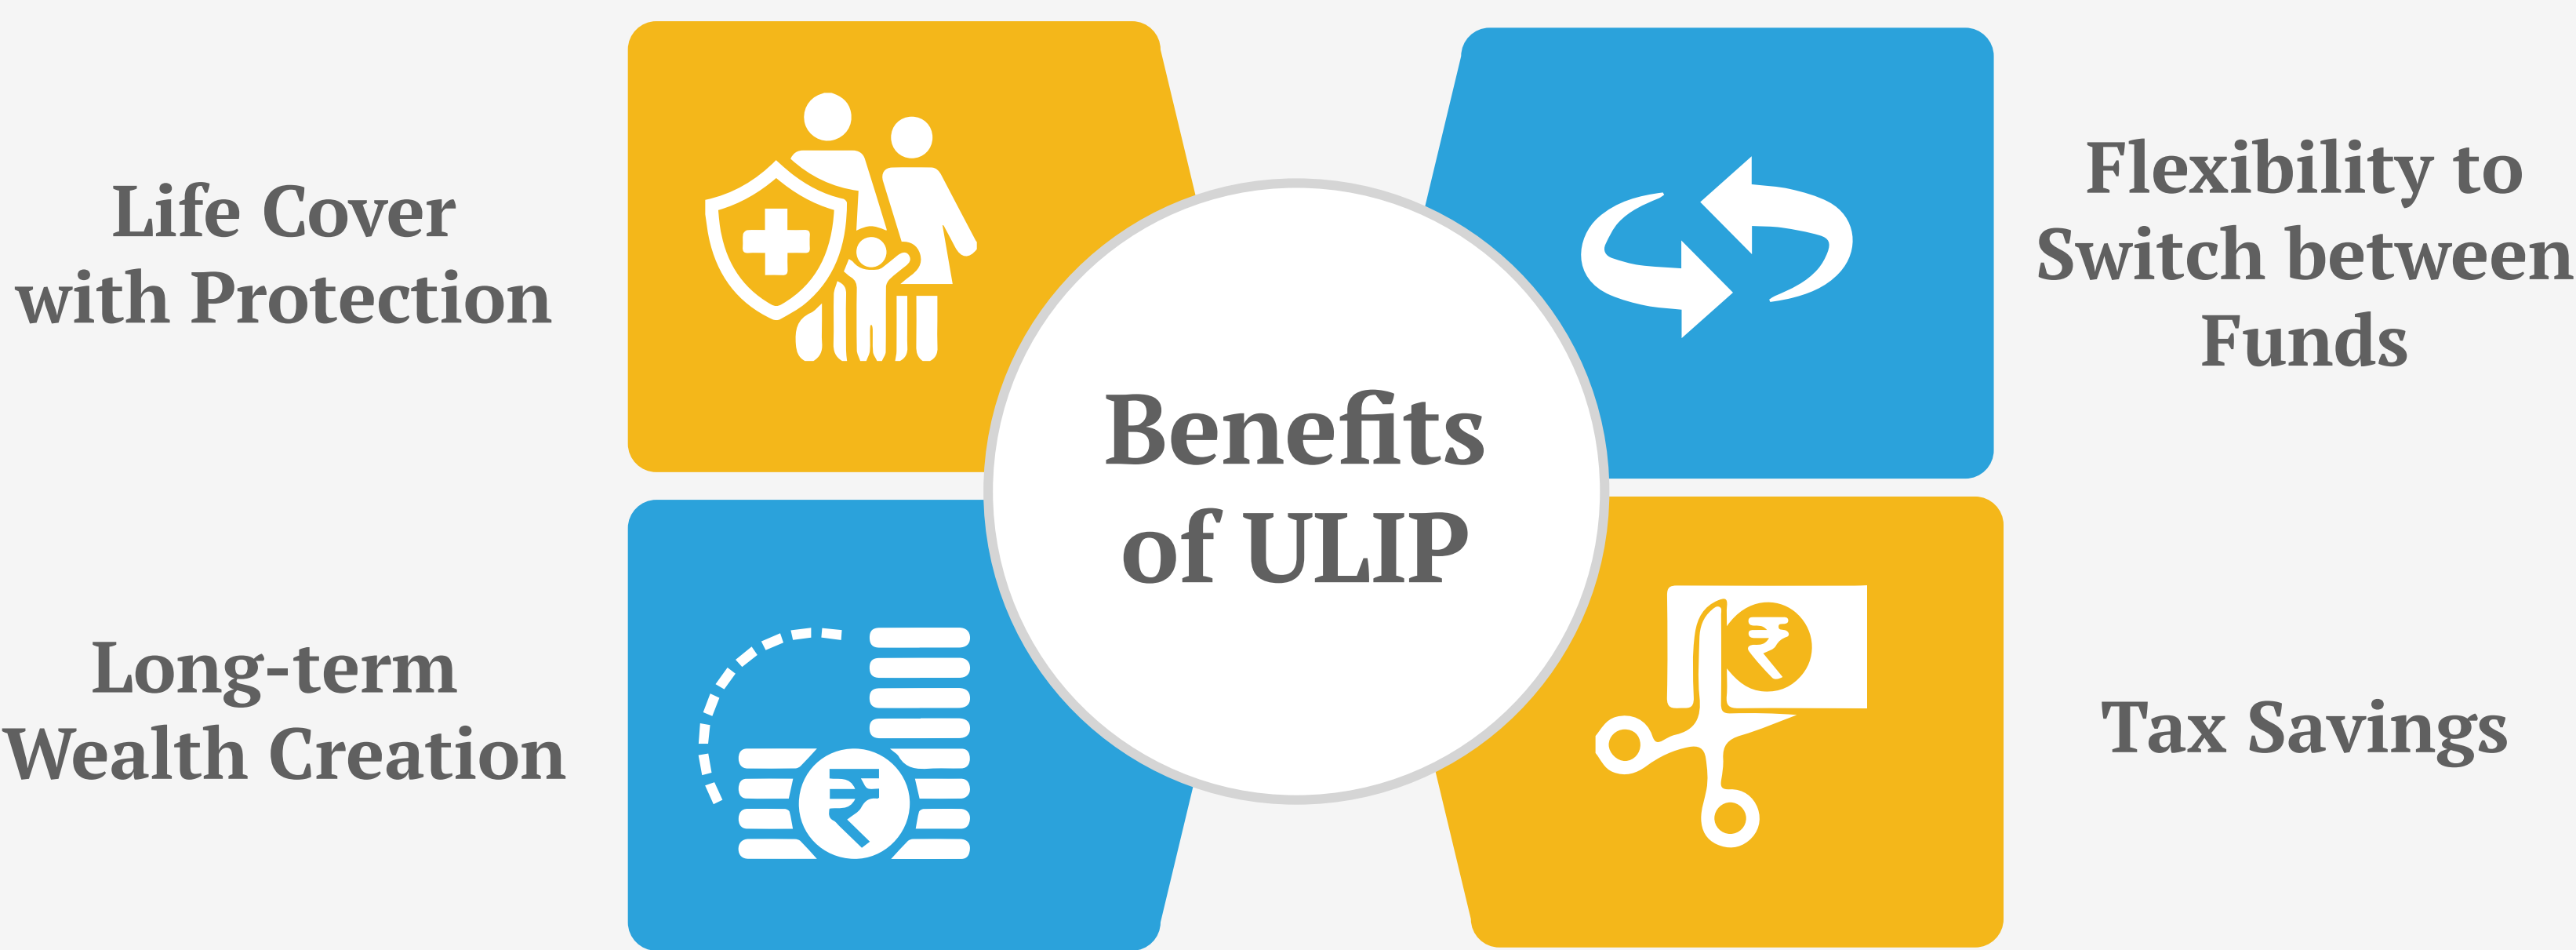 Life Cover
with Protection
Flexibility to
Switch between
Funds
Benefits
of ULIP
Long-term
Wealth Creation
₹
₹
Tax Savings